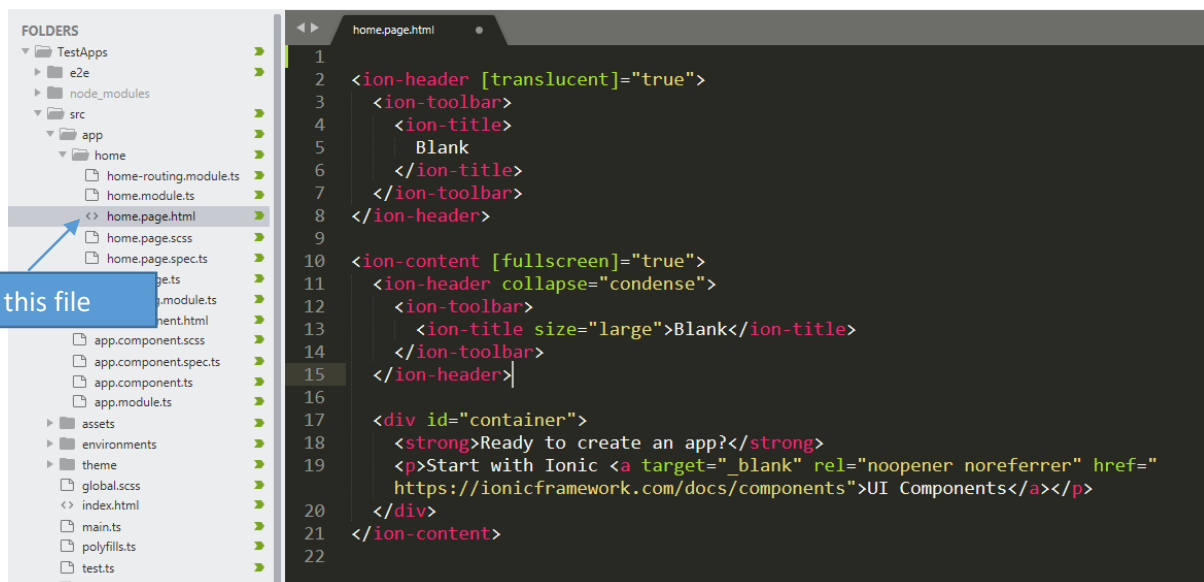 FOLDERS
TestApps
e2e
node_modules
src
app
home
home-routing.module.ts
home.module.ts
<> home.page.html
home.page.scss
home.page.spec.ts
ge.ts
this file
g.module.ts
nent.html
app.component.scss
app.component.spec.ts
app.component.ts
app.module.ts
assets
environments
theme
global.scss
<> index.html
main.ts
polyfills.ts
test.ts
home.page.html
1
2 <ion-header [translucent]="true">
3 <ion-toolbar>
4 <ion-title>
5 Blank
6 </ion-title>
7 </ion-toolbar>
8 </ion-header>
9
10 <ion-content [fullscreen]="true">
11 <ion-header collapse="condense">
12 <ion-toolbar>
13 <ion-title size="large">Blank</ion-title>
14 </ion-toolbar>
15 </ion-header>
16
17 <div id="container">
18 <strong>Ready to create an app?</strong>
19 <p>Start with Ionic <a target="_blank" rel="noopener noreferrer" href="
https://ionicframework.com/docs/components">UI Components</a></p>
20 </div>
21 </ion-content>
22